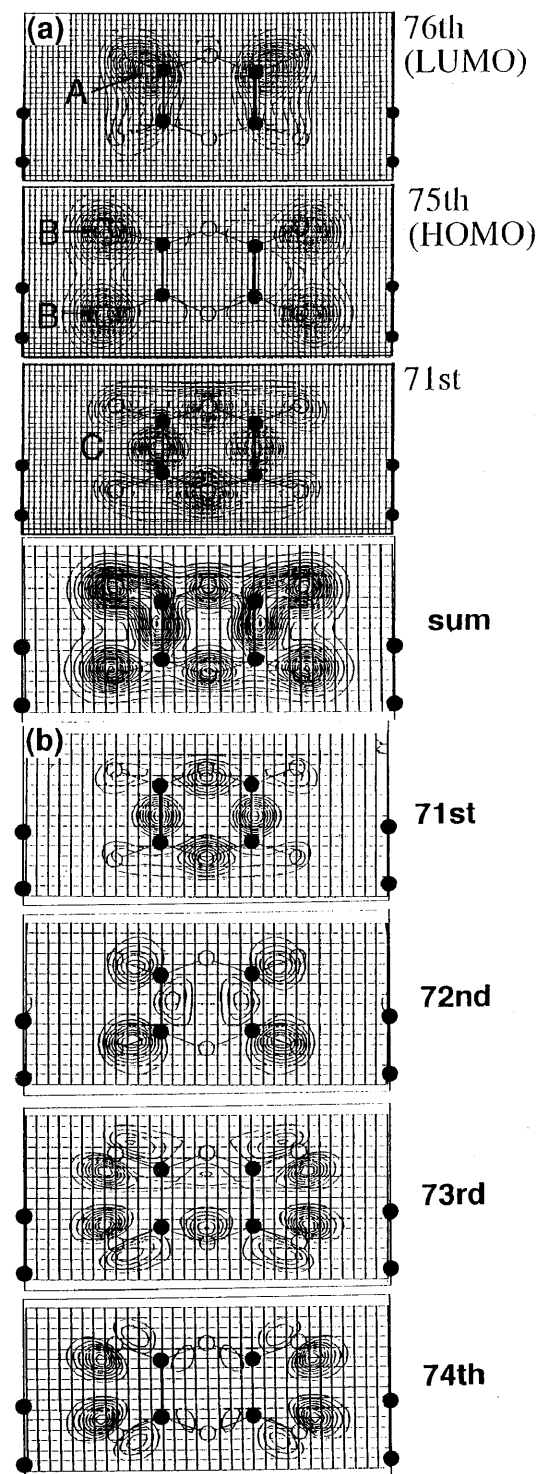 (a)
76th
(LUMO)
A
75th
(HOMO)
B
B
71st
C
sum
(b)
71st
72nd
73rd
74th